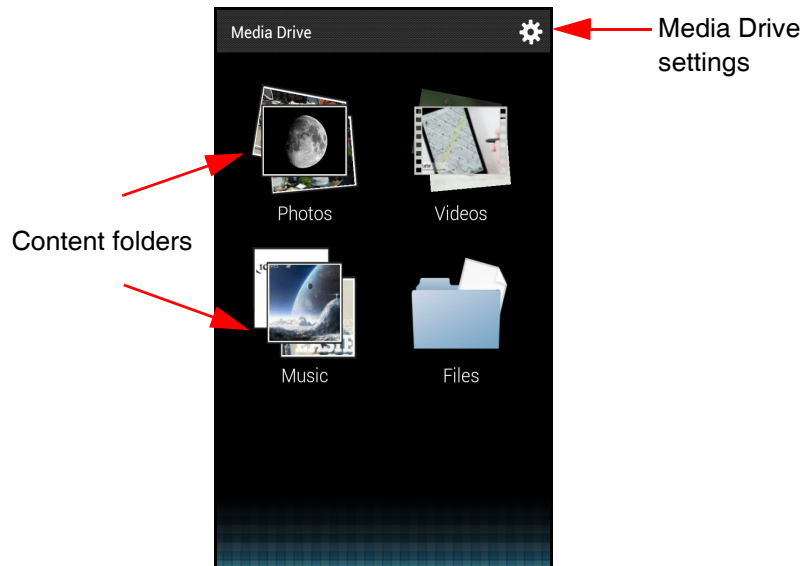 Media Drive
Media Drive
settings
Photos
Videos
Content folders
Music
Files